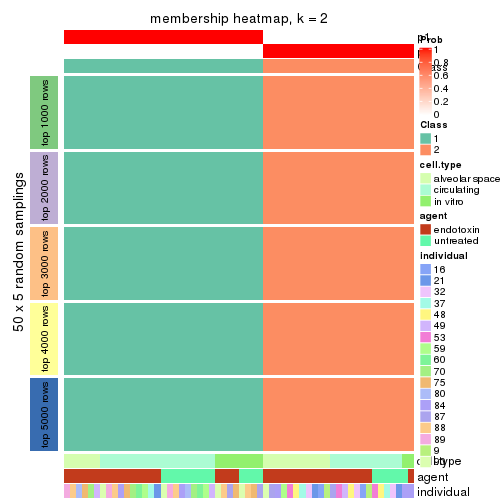 membership heatmap, k = 2
p1
Prob
1
0.8
0.6
0.4
0.2
0
Class
1
2
cell.type
alveolar space
circulating
in vitro
agent
endotoxin
untreated
individual
16
21
32
37
48
49
53
59
60
70
75
80
84
87
88
89
9
50 x 5 random samplings
top 1000 rows
top 2000 rows
top 3000 rows
top 4000 rows
top 5000 rows
agent
individual